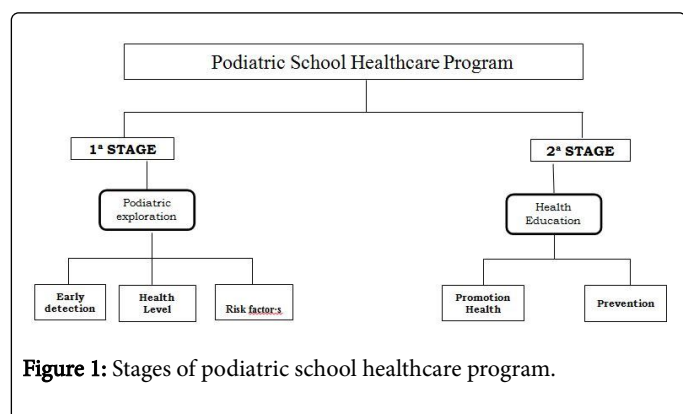 Podiatric School Healthcare Program
1ª STAGE
2ª STAGE
Podiatric
exploration
Health
Education
Early
detection
Health
Level
Risk factor·s
Promotion
Health
Prevention
Figure 1: Stages of podiatric school healthcare program.